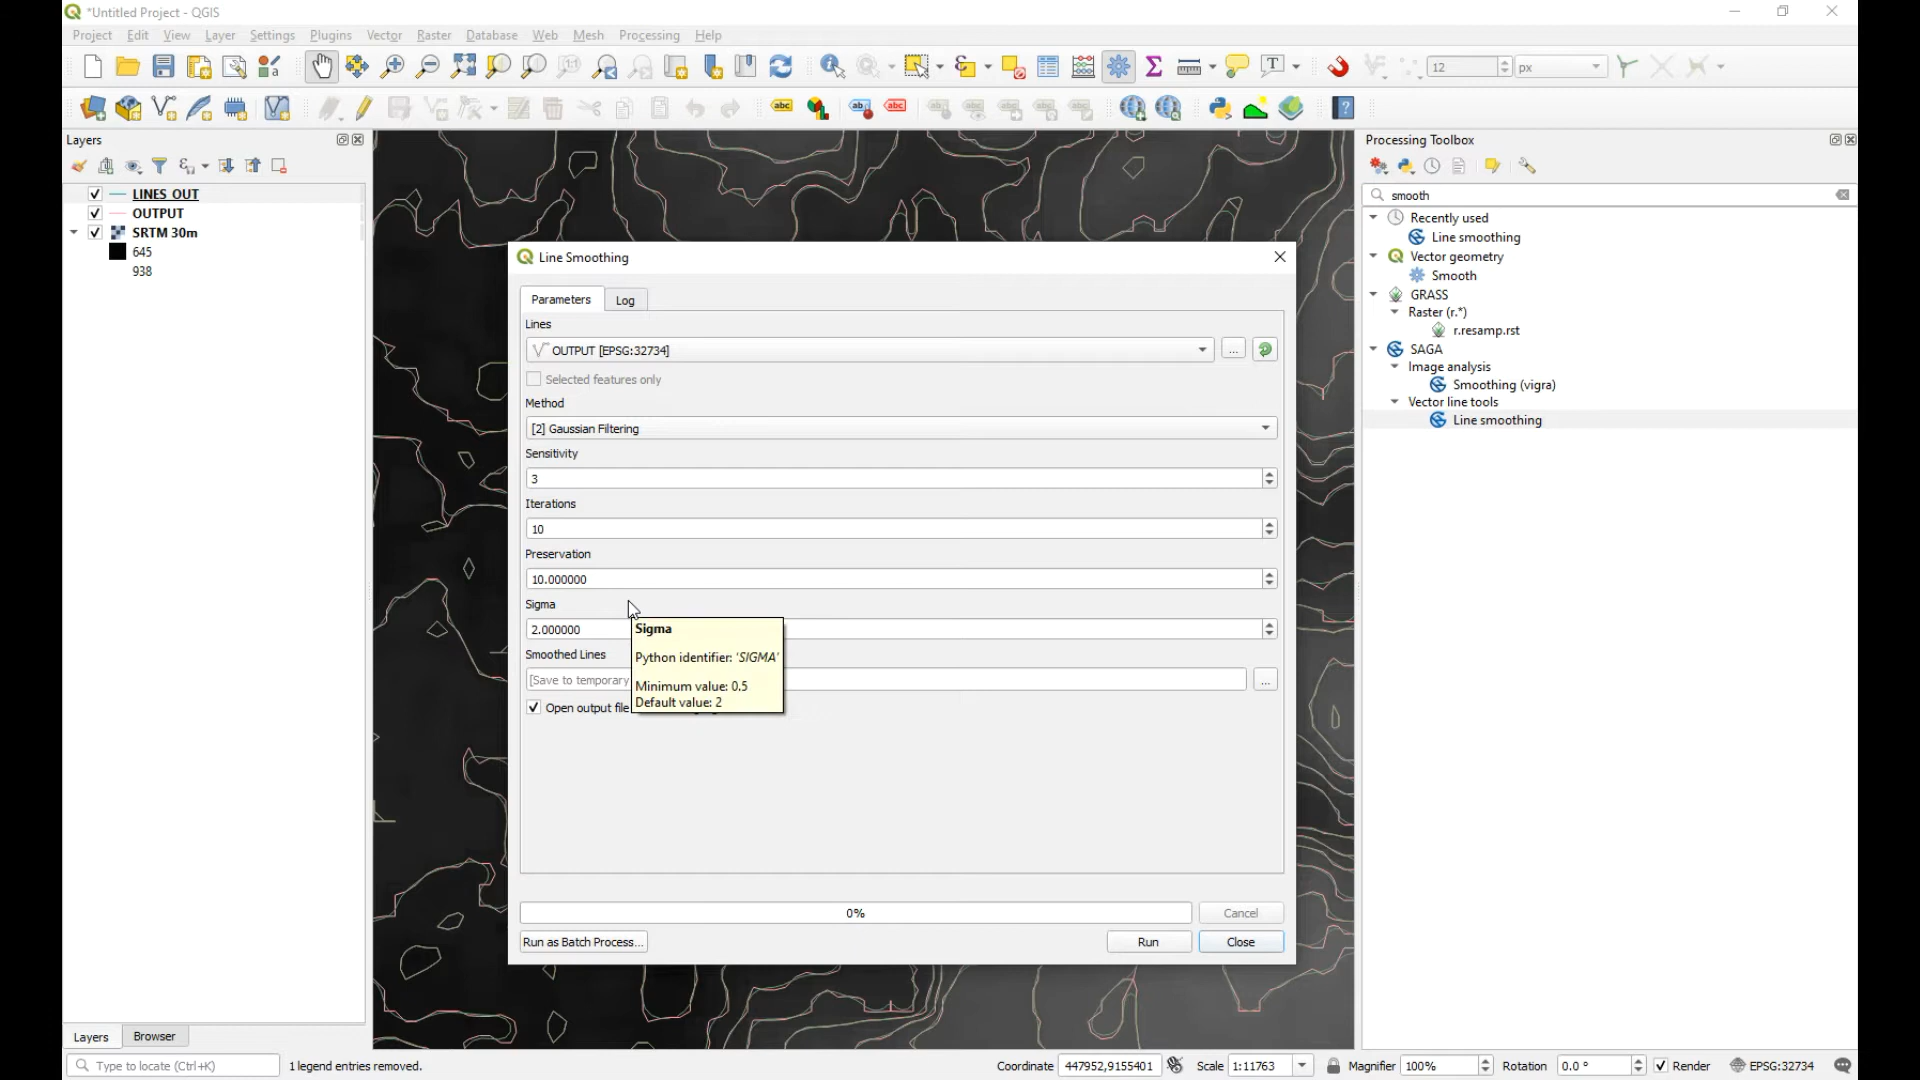 *Untitled Project - QGIS
Project Edit View Layer Settings Plugins Vector Raster Database Web Mesh Processing Help
12 px
Layers
LINES_OUT
OUTPUT
SRTM 30m
645
938
Line Smoothing
Parameters Log
Lines
OUTPUT [EPSG:32734]
...
Selected features only
Method
[2] Gaussian Filtering
Sensitivity
3
Iterations
10
Preservation
10.000000
Sigma
2.000000
Sigma
Python identifier: 'SIGMA'
Minimum value: 0.5
Default value: 2
Smoothed Lines
[Save to temporary
...
Open output file
0%
Cancel
Run as Batch Process...
Run
Close
Processing Toolbox
smooth
Recently used
Line smoothing
Vector geometry
Smooth
GRASS
Raster (r.*)
r.resamp.rst
SAGA
Image analysis
Smoothing (vigra)
Vector line tools
Line smoothing
Layers Browser
Type to locate (Ctrl+K) 1 legend entries removed. Coordinate 447952,9155401 Scale 1:11763 Magnifier 100% Rotation 0.0 ° Render EPSG:32734